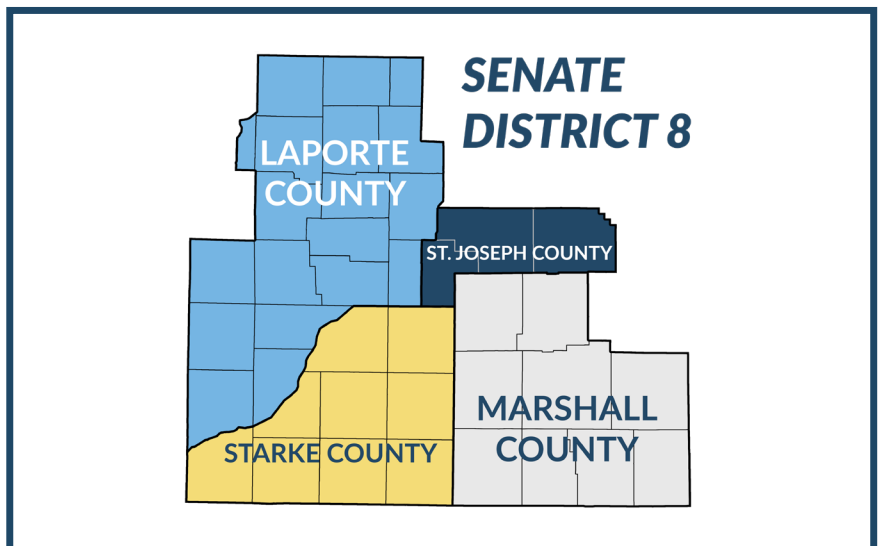 SENATE
DISTRICT 8
LAPORTE
COUNTY
ST. JOSEPH COUNTY
MARSHALL
COUNTY
STARKE COUNTY